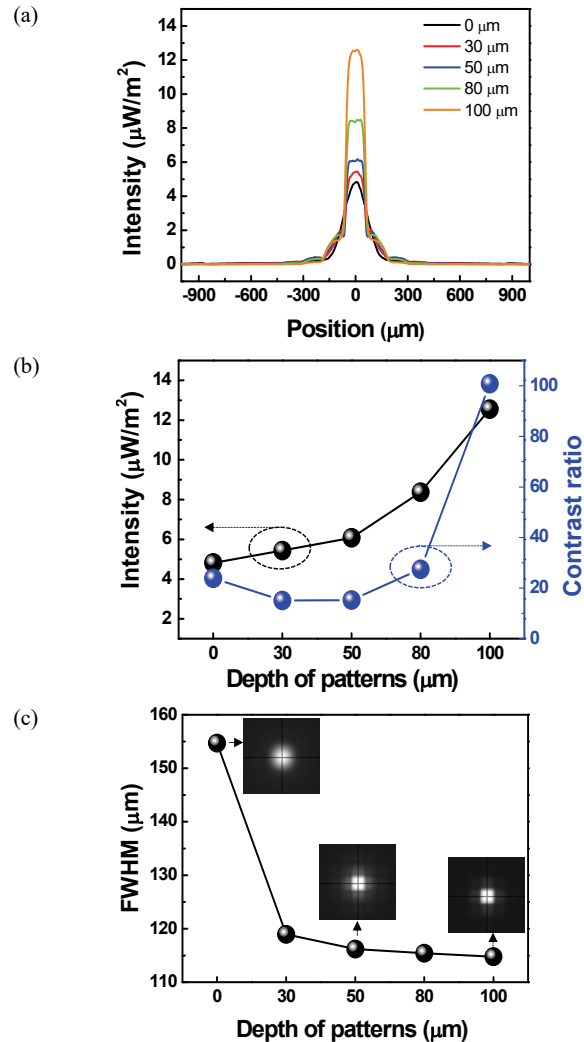 (a)
14
12
10
8
6
4
2
0
Intensity (μW/m²)
0 μm
30 μm
50 μm
80 μm
100 μm
-900 -600 -300 0 300 600 900
Position (μm)
(b)
14
12
10
8
6
4
2
Intensity (μW/m²)
100
80
60
40
20
0
Contrast ratio
0 30 50 80 100
Depth of patterns (μm)
(c)
160
150
140
130
120
110
FWHM (μm)
0 30 50 80 100
Depth of patterns (μm)